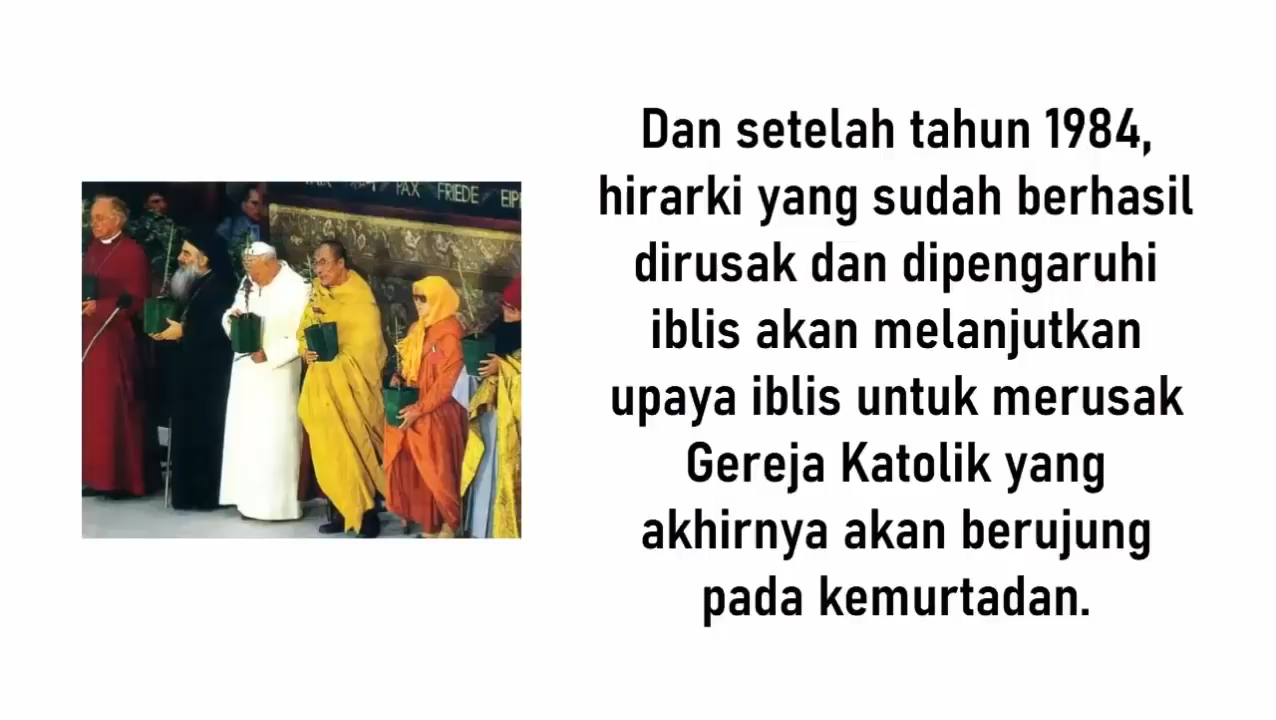 PAX FRIEDE
Dan setelah tahun 1984,
hirarki yang sudah berhasil
dirusak dan dipengaruhi
iblis akan melanjutkan
upaya iblis untuk merusak
Gereja Katolik yang
akhirnya akan berujung
pada kemurtadan.